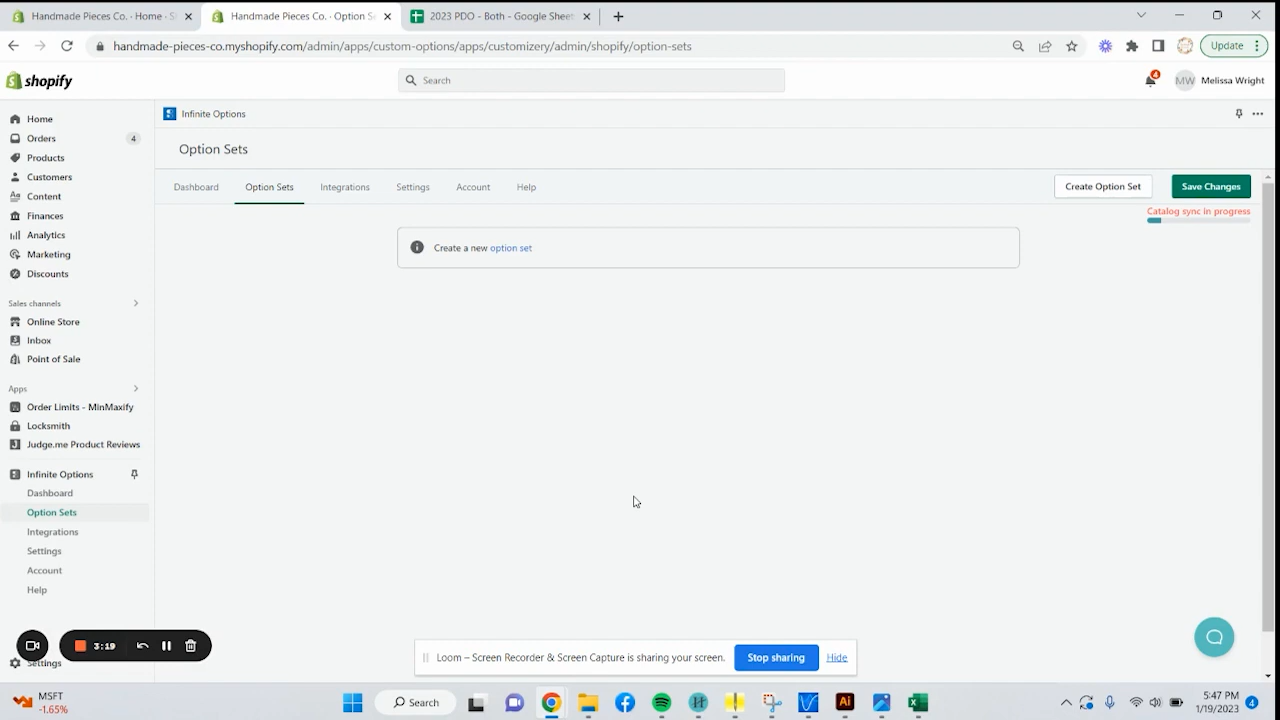 Handmade Pieces Co. · Home · S
Handmade Pieces Co. · Option Se
2023 PDO - Both - Google Sheet
handmade-pieces-co.myshopify.com/admin/apps/custom-options/apps/customizery/admin/shopify/option-sets
Update
shopify
Search
4
MW
Melissa Wright
Home
Orders
4
Products
Customers
Content
Finances
Analytics
Marketing
Discounts
Sales channels
Online Store
Inbox
Point of Sale
Apps
Order Limits - MinMaxify
Locksmith
Judge.me Product Reviews
Infinite Options
Dashboard
Option Sets
Integrations
Settings
Account
Help
Settings
Infinite Options
Option Sets
Dashboard
Option Sets
Integrations
Settings
Account
Help
Create Option Set
Save Changes
Catalog sync in progress
Create a new option set
3:19
Loom – Screen Recorder & Screen Capture is sharing your screen.
Stop sharing
Hide
MSFT
-1.65%
Search
Ai
5:47 PM
1/19/2023
4